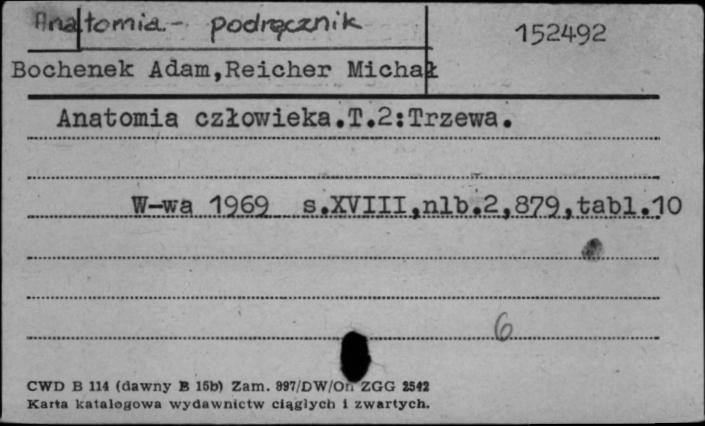 Anatomia - podręcznik
152492
Bochenek Adam,Reicher Michał
Anatomia człowieka.T.2:Trzewa.
W-wa 1969 s.XVIII,nlb.2,879,tabl.10
6
CWD B 114 (dawny B 15b) Zam. 997/DW/On ZGG 2542
Karta katalogowa wydawnictw ciągłych i zwartych.